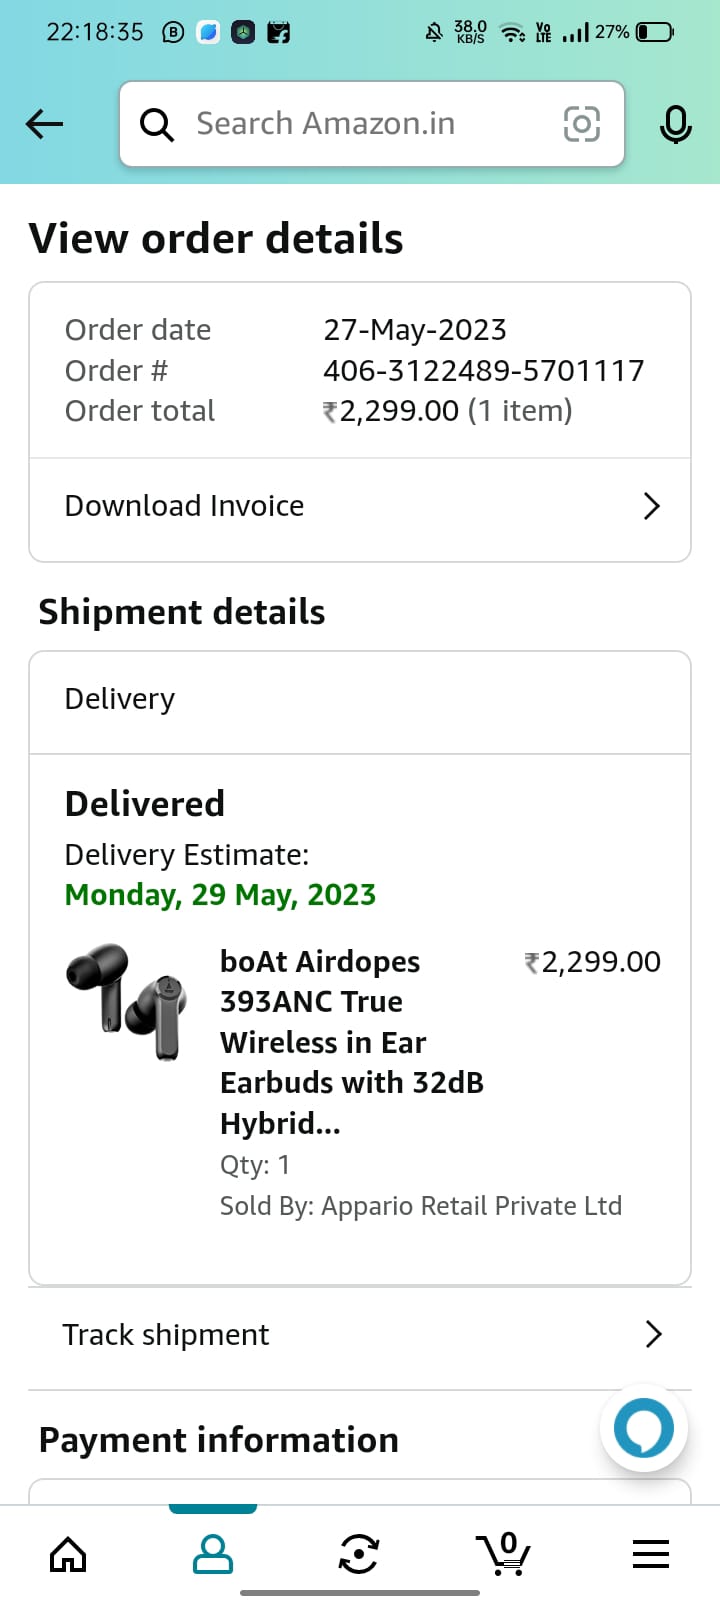 22:18:35
38.0 KB/S
Vo LTE
27%
Search Amazon.in
View order details
Order date 27-May-2023
Order # 406-3122489-5701117
Order total ₹2,299.00 (1 item)
Download Invoice
Shipment details
Delivery
Delivered
Delivery Estimate:
Monday, 29 May, 2023
boAt Airdopes ₹2,299.00
393ANC True
Wireless in Ear
Earbuds with 32dB
Hybrid...
Qty: 1
Sold By: Appario Retail Private Ltd
Track shipment
Payment information
0